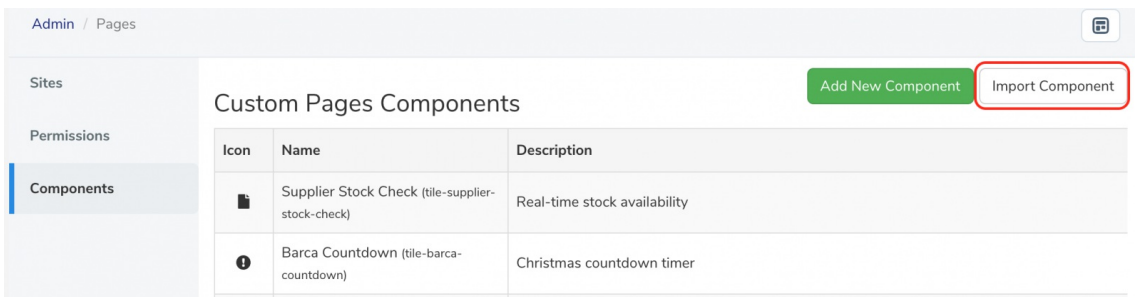 Admin / Pages
Sites
Permissions
Components
Add New Component
Import Component
Custom Pages Components
Icon Name Description
Supplier Stock Check (tile-supplier-
stock-check)
Real-time stock availability
Barca Countdown (tile-barca-
countdown)
Christmas countdown timer